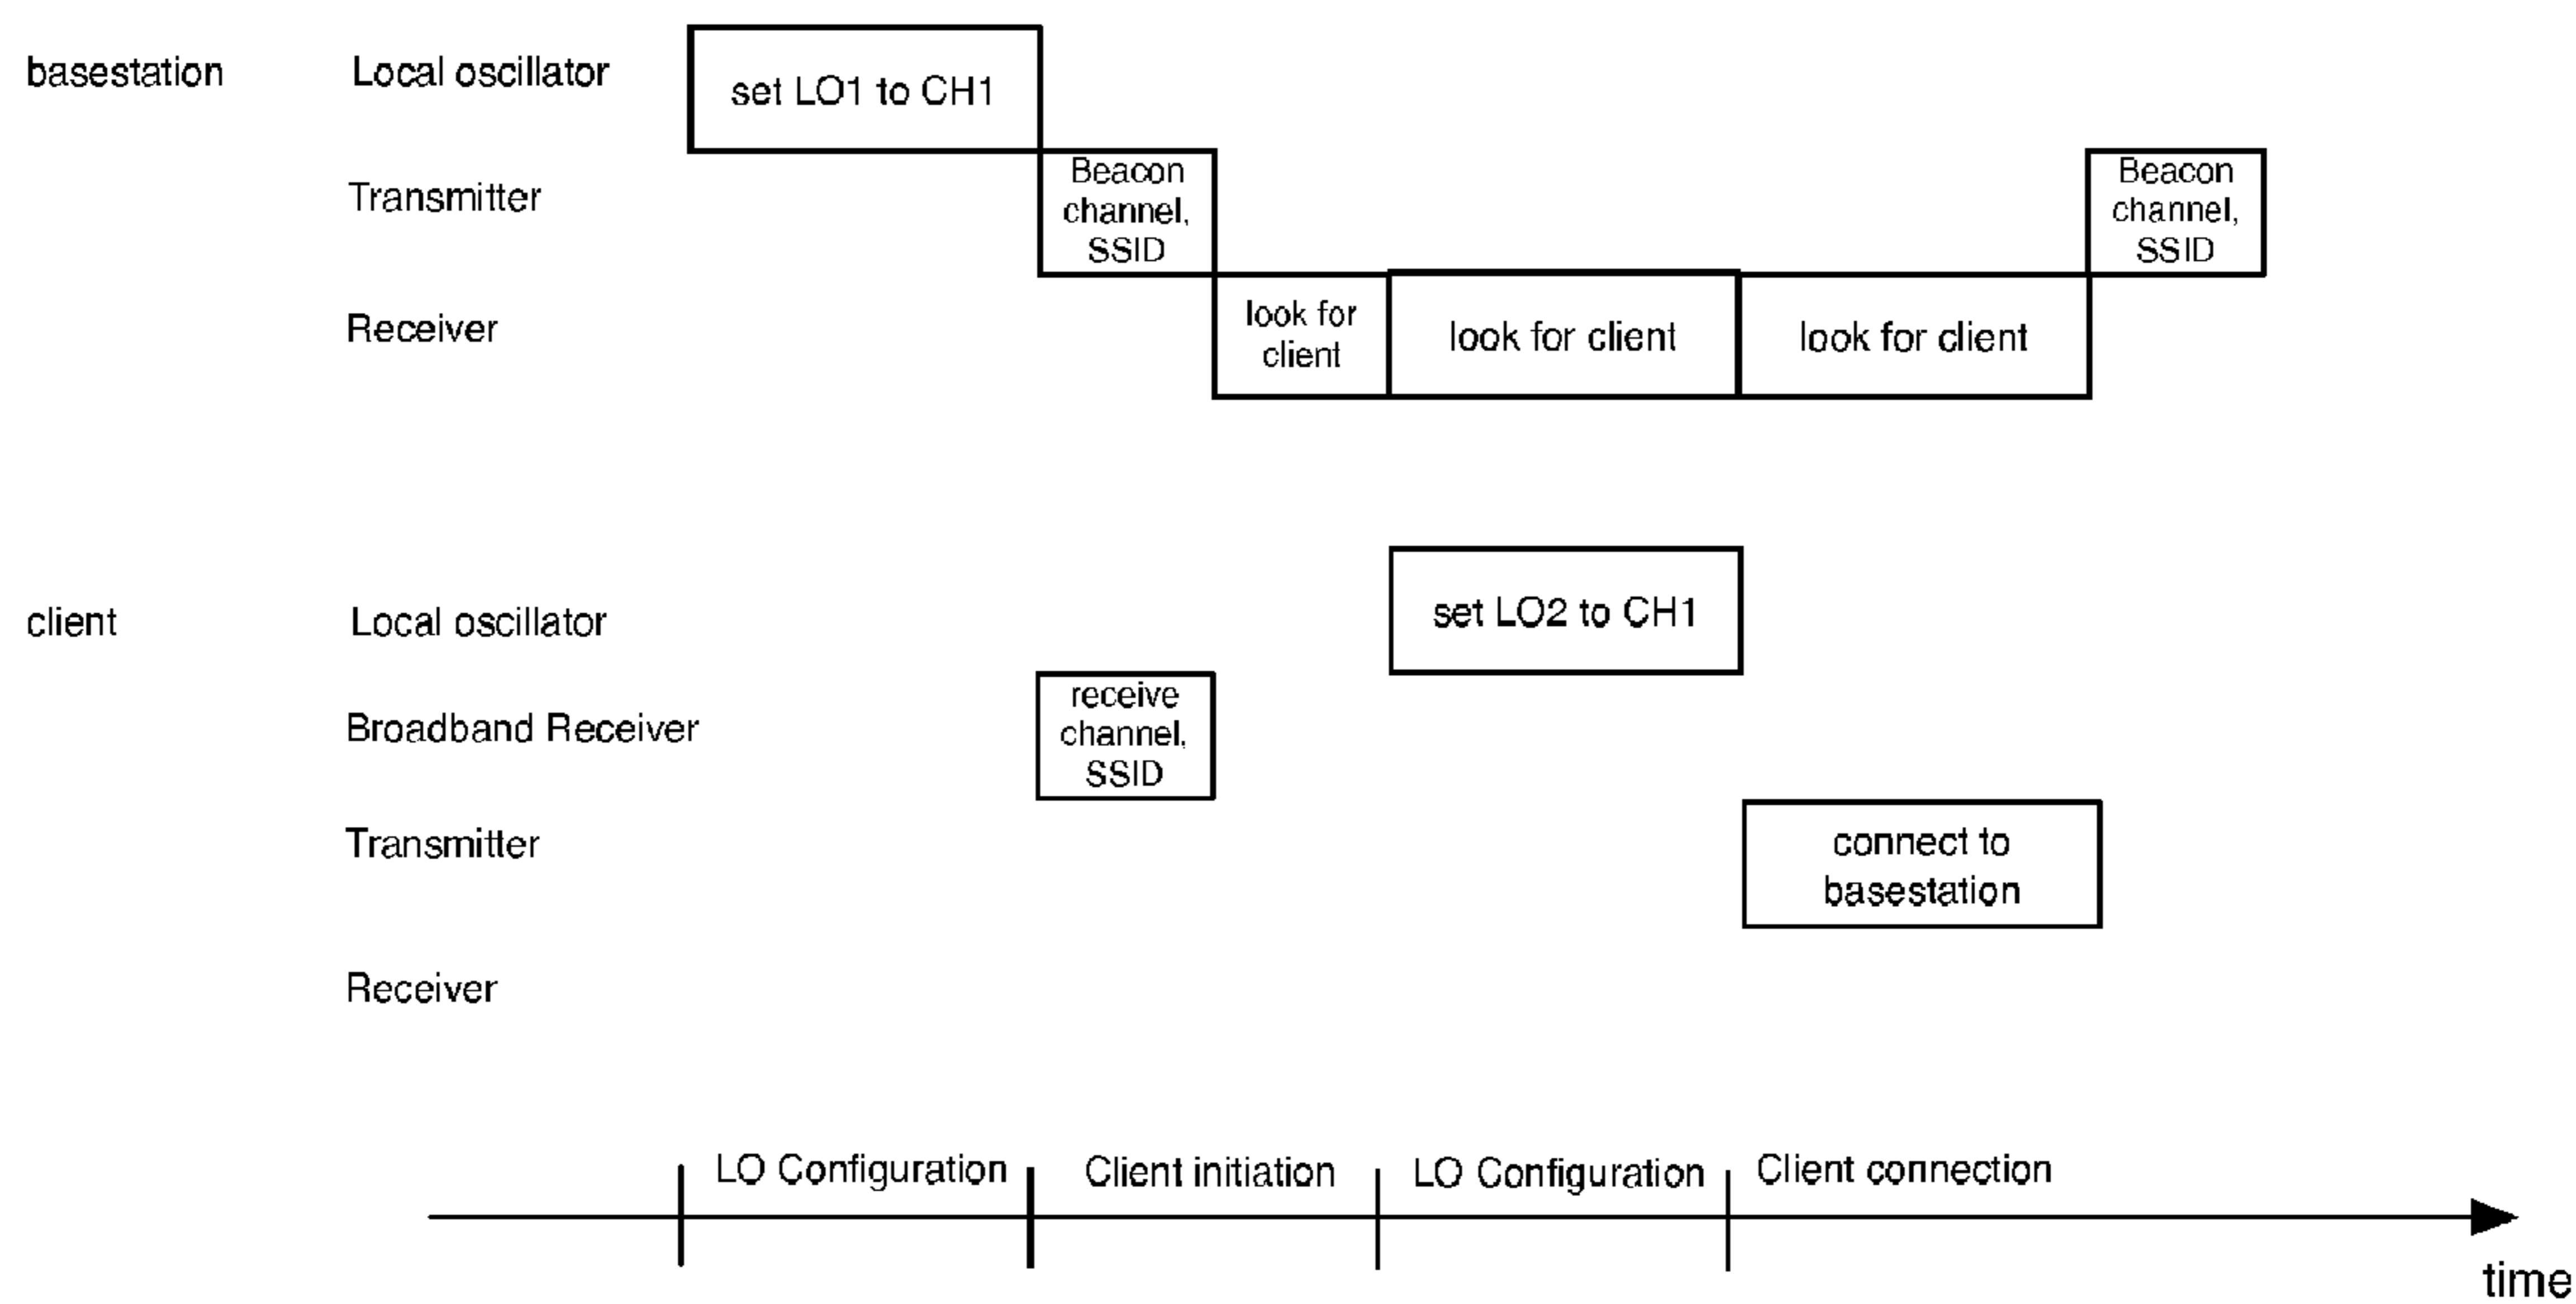 basestation
Local oscillator
set LO1 to CH1
Transmitter
Beacon
channel,
SSID
Beacon
channel,
SSID
Receiver
look for
client
look for client
look for client
client
Local oscillator
set LO2 to CH1
Broadband Receiver
receive
channel,
SSID
Transmitter
connect to
basestation
Receiver
LO Configuration
Client initiation
LO Configuration
Client connection
time